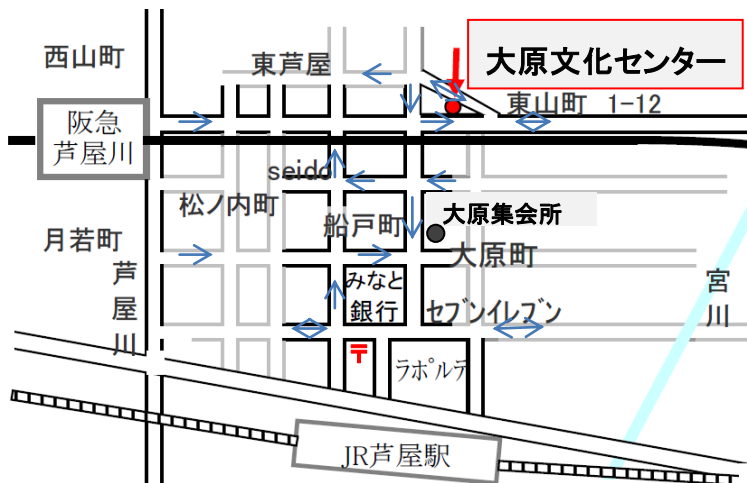 西山町
東芦屋
大原文化センター
東山町 1-12
阪急
芦屋川
seido
松ノ内町
船戸町
大原集会所
月若町
大原町
芦屋川
みなと
銀行
セブンイレブン
宮川
〒
ラポルテ
JR芦屋駅